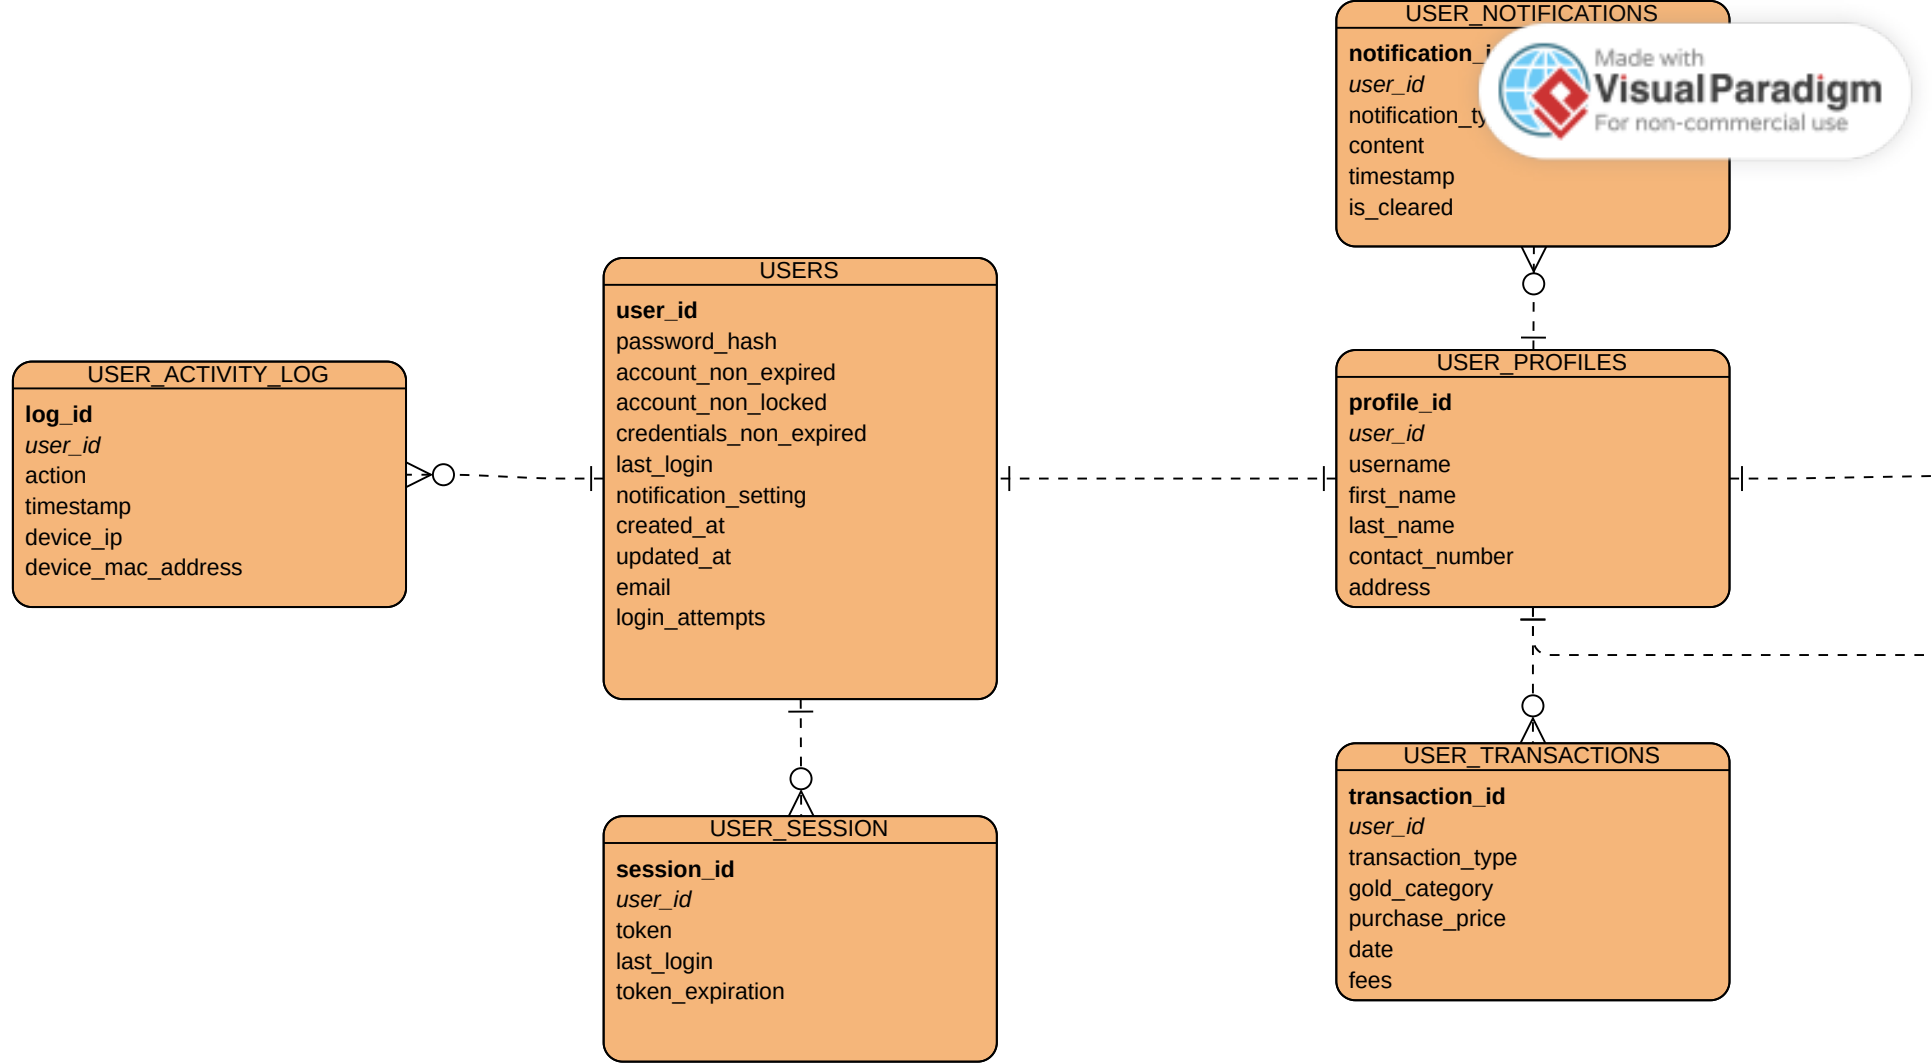 USER_NOTIFICATIONS
user_id
content
timestamp
is_cleared
Made with
Visual Paradigm
For non-commercial use
USERS
user_id
password_hash
account_non_expired
account_non_locked
credentials_non_expired
last_login
notification_setting
created_at
updated_at
email
login_attempts
USER_ACTIVITY_LOG
log_id
user_id
action
timestamp
device_ip
device_mac_address
USER_PROFILES
profile_id
user_id
username
first_name
last_name
contact_number
address
USER_SESSION
session_id
user_id
token
last_login
token_expiration
USER_TRANSACTIONS
transaction_id
user_id
transaction_type
gold_category
purchase_price
date
fees